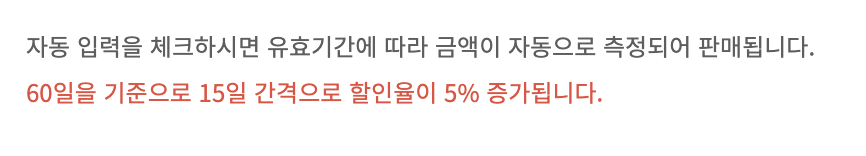 자동 입력을 체크하시면 유효기간에 따라 금액이 자동으로 측정되어 판매됩니다.
60일을 기준으로 15일 간격으로 할인율이 5% 증가됩니다.